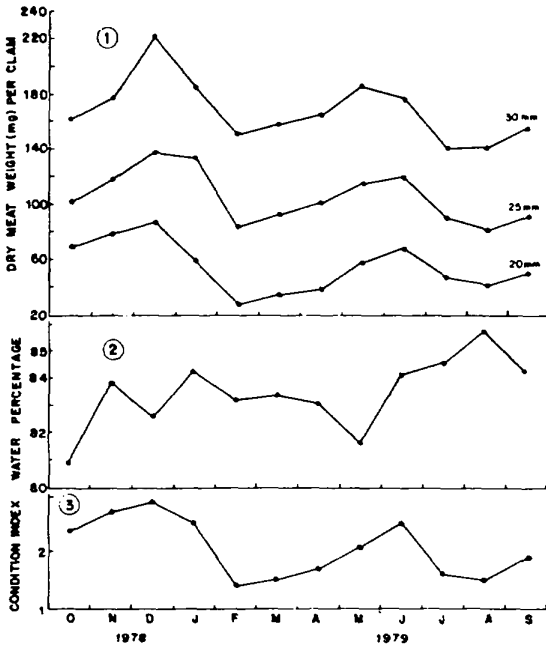 ①
DRY MEAT WEIGHT (mg) PER CLAM
220
180
140
100
60
20
30 mm
25 mm
20 mm
②
WATER PERCENTAGE
85
84
82
80
③
CONDITION INDEX
2
1
O N D J F M A M J J A S
1978 1979